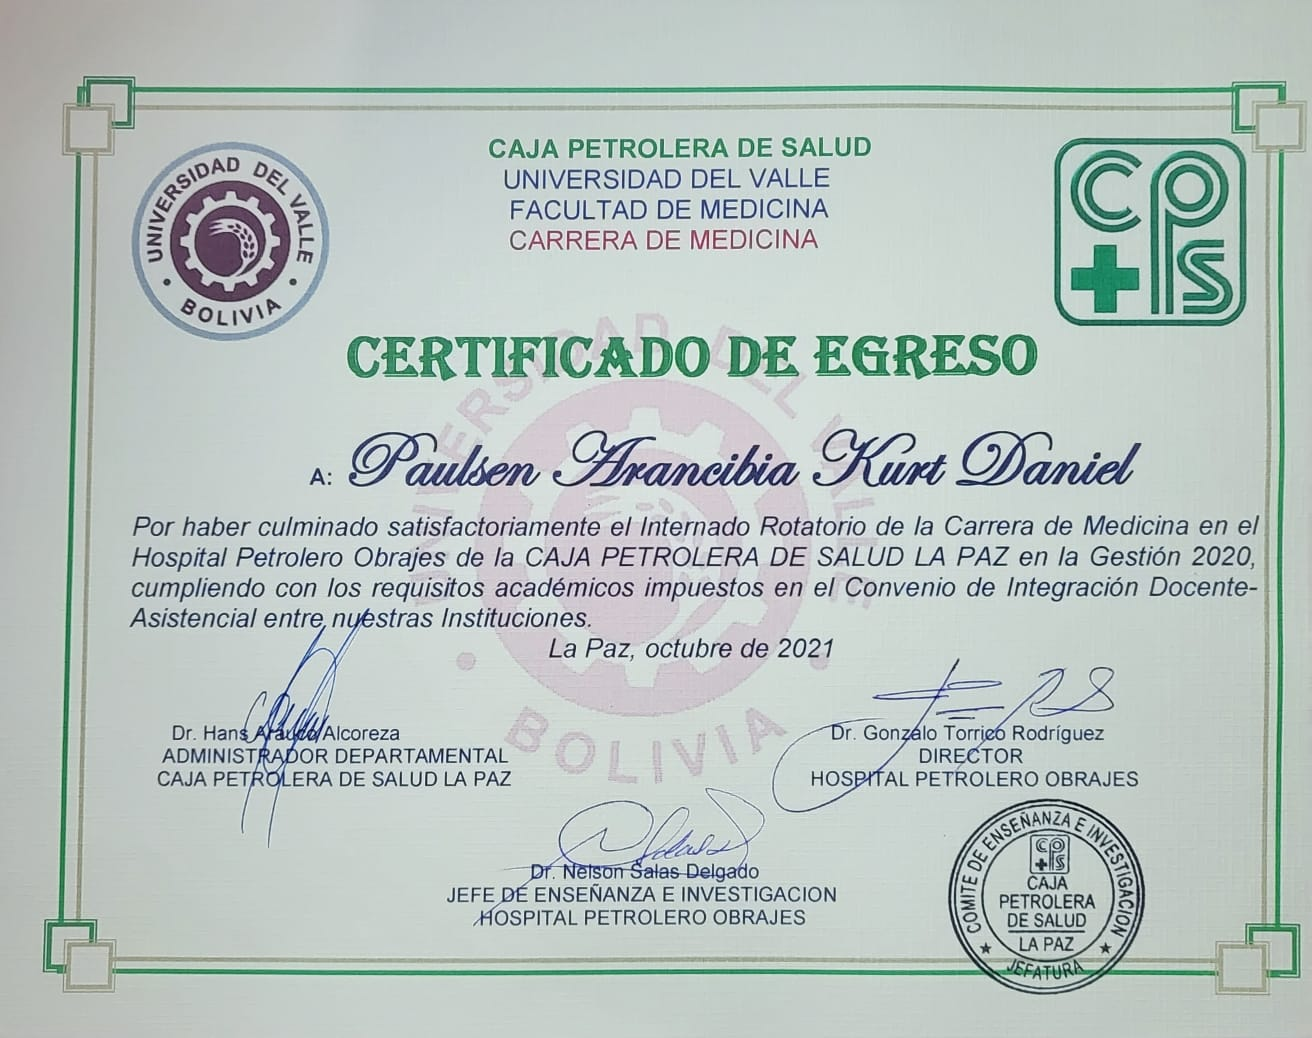 CAJA PETROLERA DE SALUD
UNIVERSIDAD DEL VALLE
FACULTAD DE MEDICINA
CARRERA DE MEDICINA
UNIVERSIDAD DEL VALLE
BOLIVIA
CPS
CERTIFICADO DE EGRESO
A: Paulsen Arancibia Kurt Daniel
Por haber culminado satisfactoriamente el Internado Rotatorio de la Carrera de Medicina en el
Hospital Petrolero Obrajes de la CAJA PETROLERA DE SALUD LA PAZ en la Gestión 2020,
cumpliendo con los requisitos académicos impuestos en el Convenio de Integración Docente-
Asistencial entre nuestras Instituciones.
La Paz, octubre de 2021
UNIVERSIDAD DEL VALLE
BOLIVIA
Dr. Hans Arauco Alcoreza
ADMINISTRADOR DEPARTAMENTAL
CAJA PETROLERA DE SALUD LA PAZ
Dr. Gonzalo Torrico Rodríguez
DIRECTOR
HOSPITAL PETROLERO OBRAJES
Dr. Nelson Salas Delgado
JEFE DE ENSEÑANZA E INVESTIGACION
HOSPITAL PETROLERO OBRAJES
COMITE DE ENSEÑANZA E INVESTIGACION
CPS
CAJA
PETROLERA
DE SALUD
LA PAZ
JEFATURA